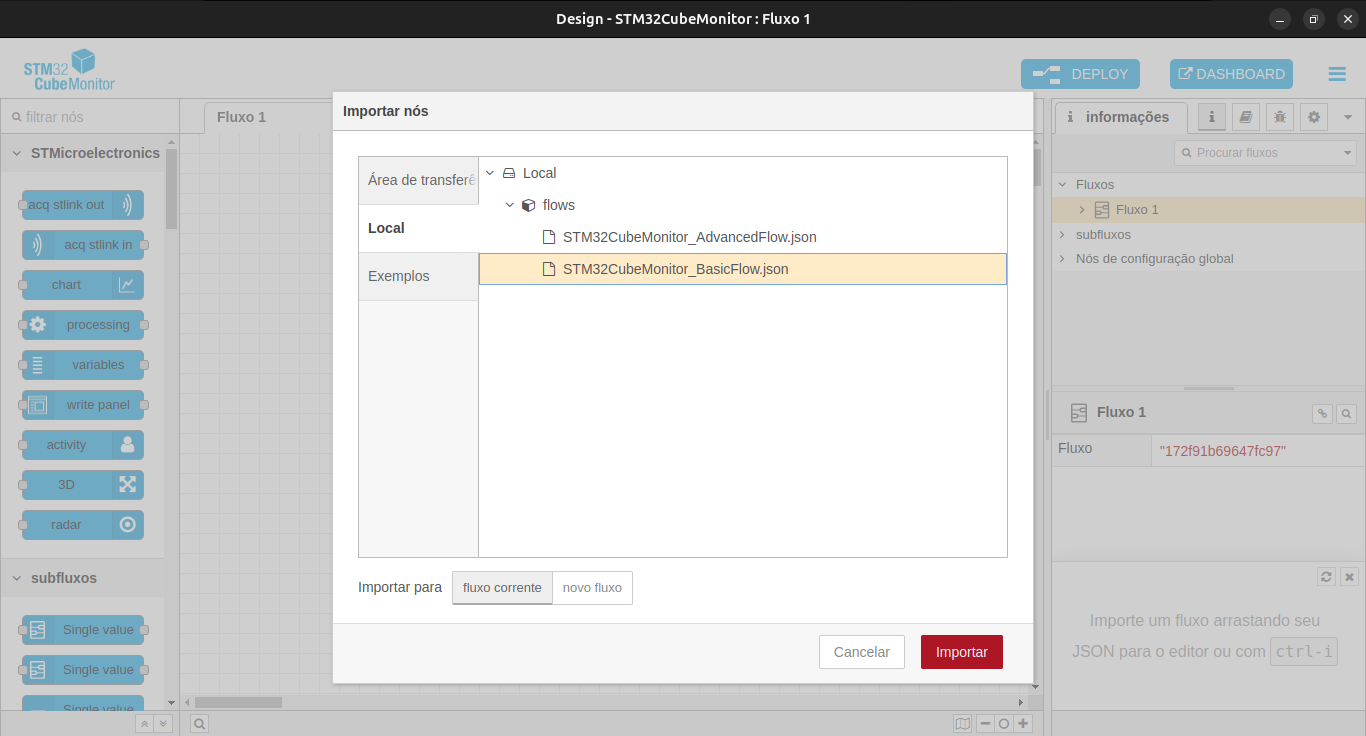 Design - STM32CubeMonitor : Fluxo 1
STM32
CubeMonitor
DEPLOY
DASHBOARD
filtrar nós
STMicroelectronics
acq stlink out
acq stlink in
chart
processing
variables
write panel
activity
3D
radar
subfluxos
Single value
Single value
Single value
Fluxo 1
Importar nós
Área de transferê
Local
Exemplos
Local
flows
STM32CubeMonitor_AdvancedFlow.json
STM32CubeMonitor_BasicFlow.json
Importar para
fluxo corrente
novo fluxo
Cancelar
Importar
informações
Procurar fluxos
Fluxos
Fluxo 1
subfluxos
Nós de configuração global
Fluxo 1
Fluxo
"172f91b69647fc97"
Importe um fluxo arrastando seu
JSON para o editor ou com ctrl-i